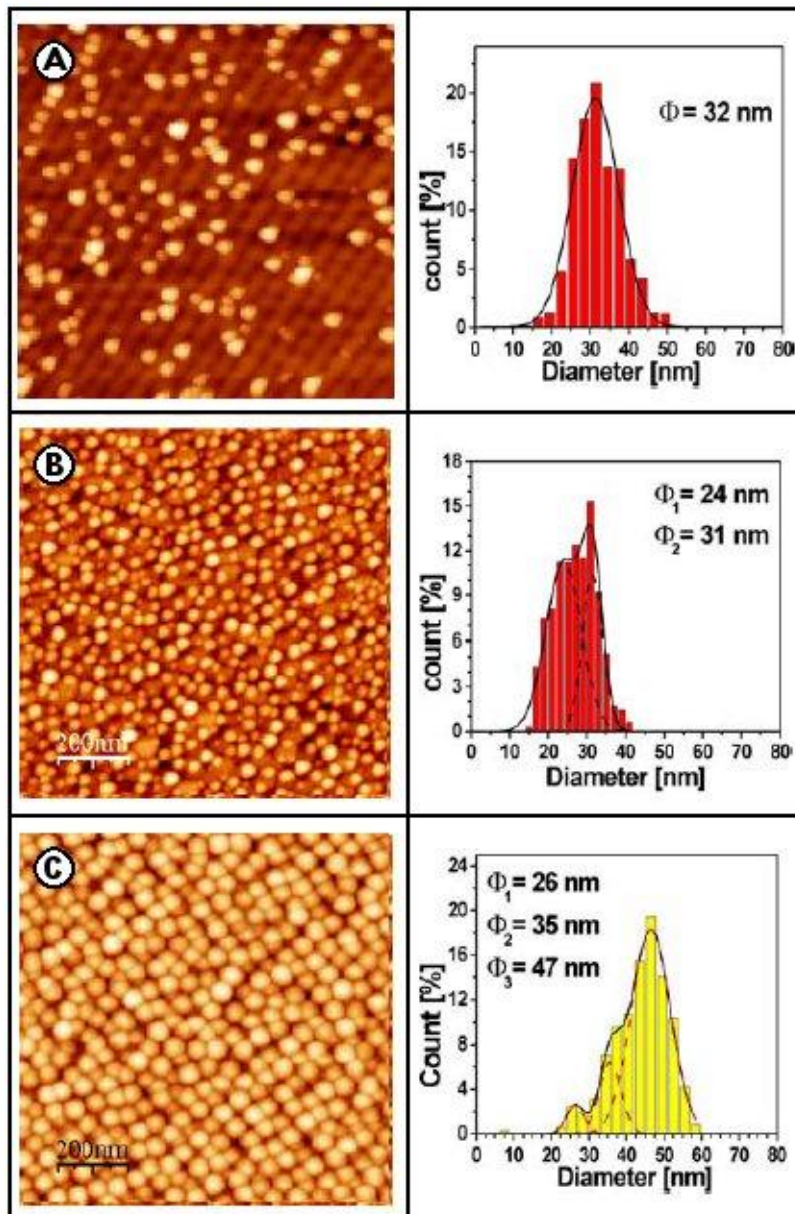 A
Φ = 32 nm
count [%]
20
15
10
5
0
0 10 20 30 40 50 60 70 80
Diameter [nm]
B
200nm
Φ1 = 24 nm
Φ2 = 31 nm
count [%]
18
15
12
9
6
3
0
0 10 20 30 40 50 60 70 80
Diameter [nm]
C
200nm
Φ1 = 26 nm
Φ2 = 35 nm
Φ3 = 47 nm
Count [%]
24
20
16
12
8
4
0
0 10 20 30 40 50 60 70 80
Diameter [nm]